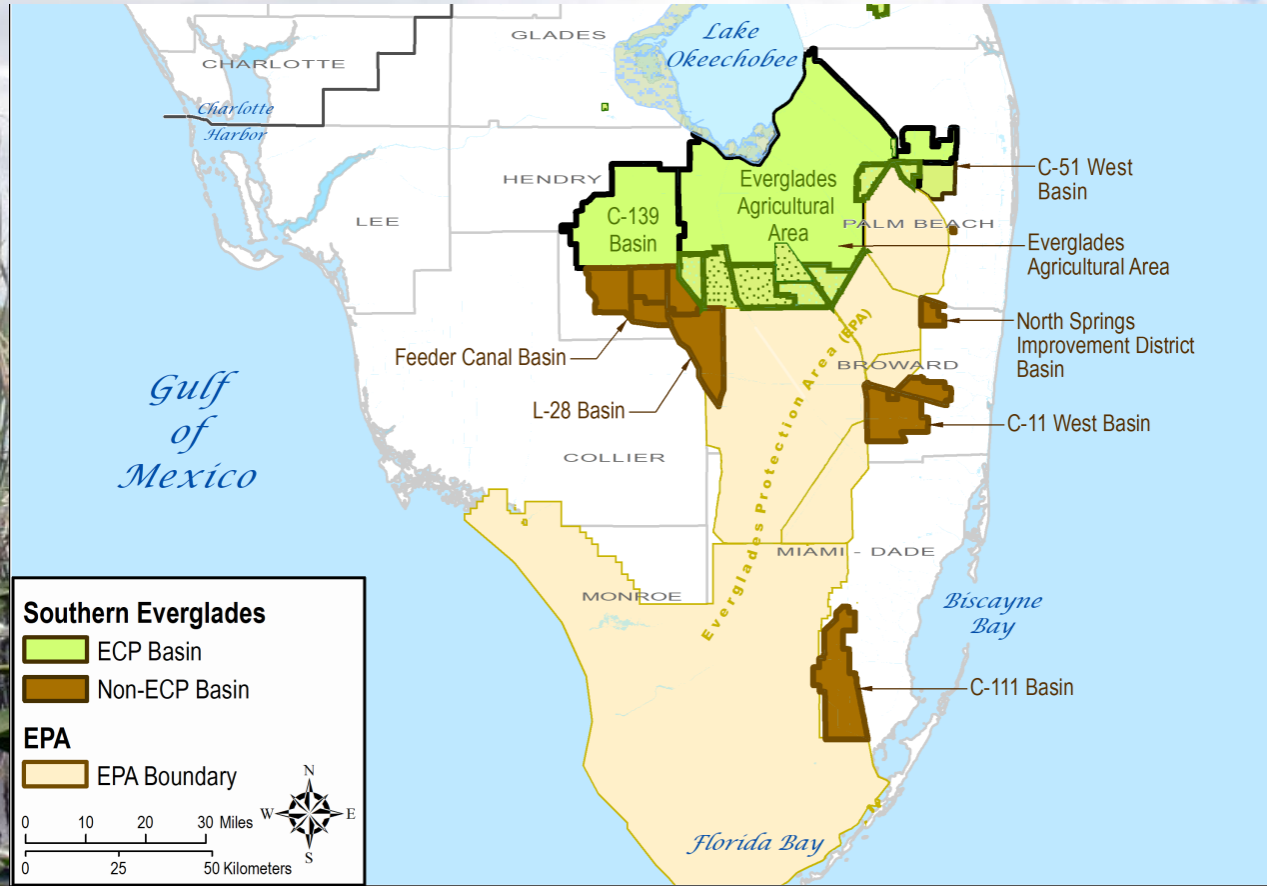 GLADES
Lake
Okeechobee
CHARLOTTE
Charlotte
Harbor
HENDRY
LEE
C-139
Basin
Everglades
Agricultural
Area
PALM BEACH
C-51 West
Basin
Everglades
Agricultural Area
North Springs
Improvement District
Basin
Feeder Canal Basin
BROWARD
L-28 Basin
C-11 West Basin
Gulf
of
Mexico
COLLIER
Everglades Protection Area (EPA)
MIAMI - DADE
MONROE
Biscayne
Bay
C-111 Basin
Florida Bay
Southern Everglades
ECP Basin
Non-ECP Basin
EPA
EPA Boundary
N
W E
S
0 10 20 30 Miles
0 25 50 Kilometers